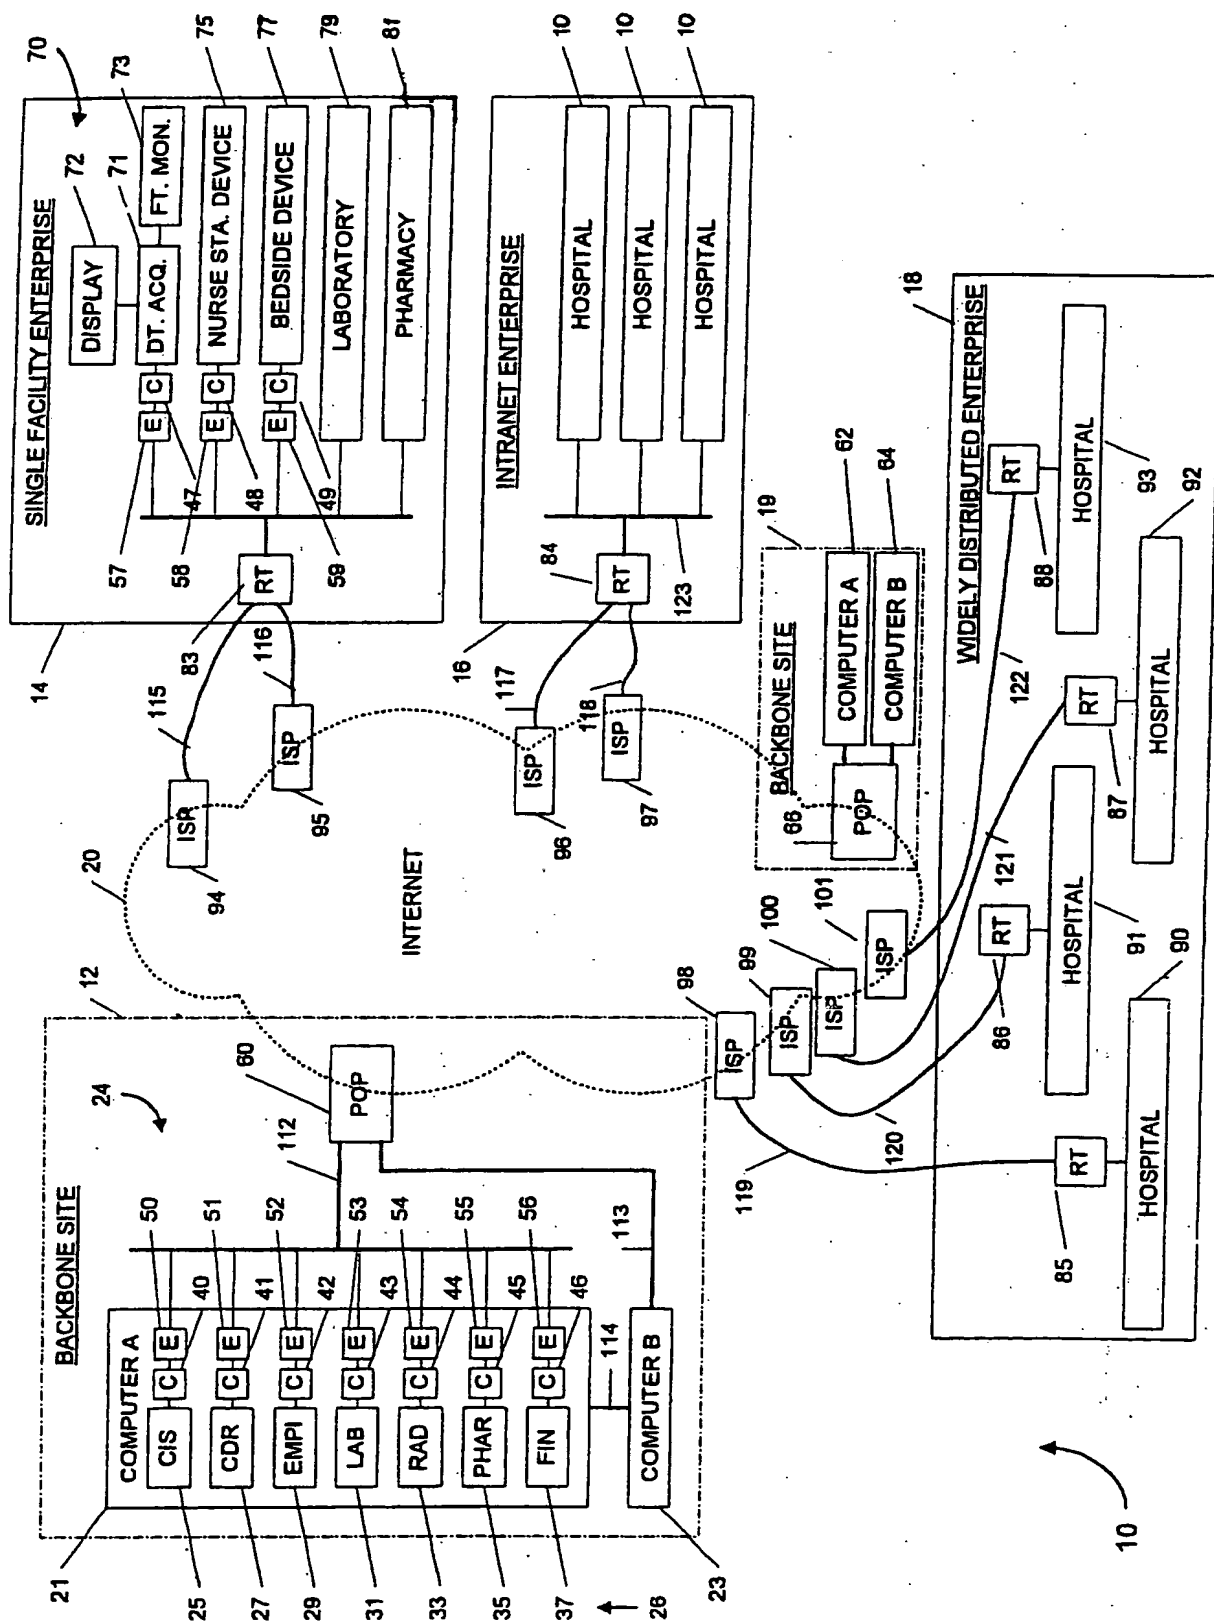 BACKBONE SITE
24
12
20
COMPUTER A
CIS
C
E
CDR
C
E
EMPI
C
E
LAB
C
E
RAD
C
E
PHAR
C
E
FIN
C
E
COMPUTER B
POP
60
112
113
114
50
51
52
53
54
55
56
40
41
42
43
44
45
46
21
25
27
29
31
33
35
37
26
23
INTERNET
ISP
94
ISP
95
ISP
96
ISP
97
ISP
98
ISP
99
ISP
100
ISP
101
115
116
117
118
119
120
121
122
14
SINGLE FACILITY ENTERPRISE
70
DISPLAY
72
DT. ACQ.
71
FT. MON.
73
E
C
NURSE STA. DEVICE
75
E
C
BEDSIDE DEVICE
77
E
C
LABORATORY
79
PHARMACY
81
57
47
58
48
59
49
RT
83
16
INTRANET ENTERPRISE
HOSPITAL
10
HOSPITAL
10
HOSPITAL
10
RT
84
123
19
BACKBONE SITE
66
POP
COMPUTER A
62
COMPUTER B
64
18
WIDELY DISTRIBUTED ENTERPRISE
RT
85
HOSPITAL
90
RT
86
HOSPITAL
91
RT
87
HOSPITAL
92
RT
88
HOSPITAL
93
10